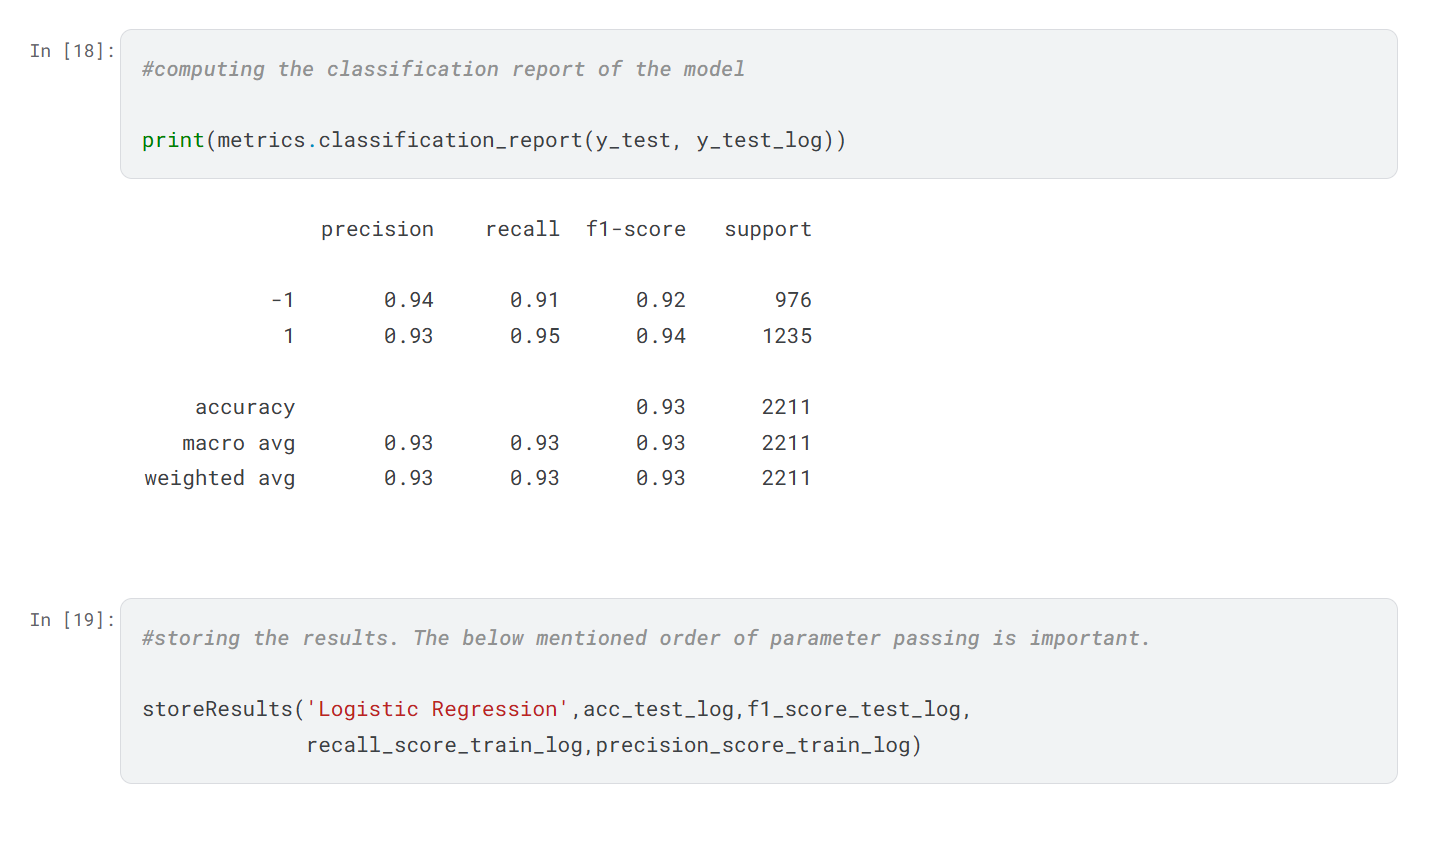 In [18]:
#computing the classification report of the model
print(metrics.classification_report(y_test, y_test_log))
precision recall f1-score support
-1 0.94 0.91 0.92 976
1 0.93 0.95 0.94 1235
accuracy 0.93 2211
macro avg 0.93 0.93 0.93 2211
weighted avg 0.93 0.93 0.93 2211
In [19]:
#storing the results. The below mentioned order of parameter passing is important.
storeResults('Logistic Regression',acc_test_log,f1_score_test_log,
recall_score_train_log,precision_score_train_log)